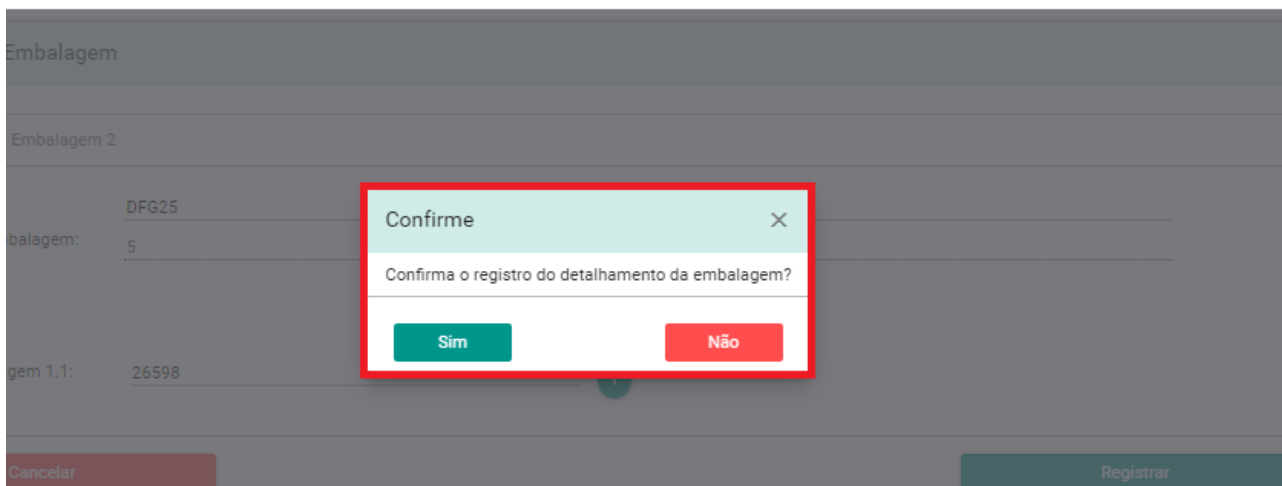 Embalagem
Embalagem 2
DFG25
balagem:
5
Confirme
Confirma o registro do detalhamento da embalagem?
Sim
Não
gem 1.1:
26598
Cancelar
Registrar